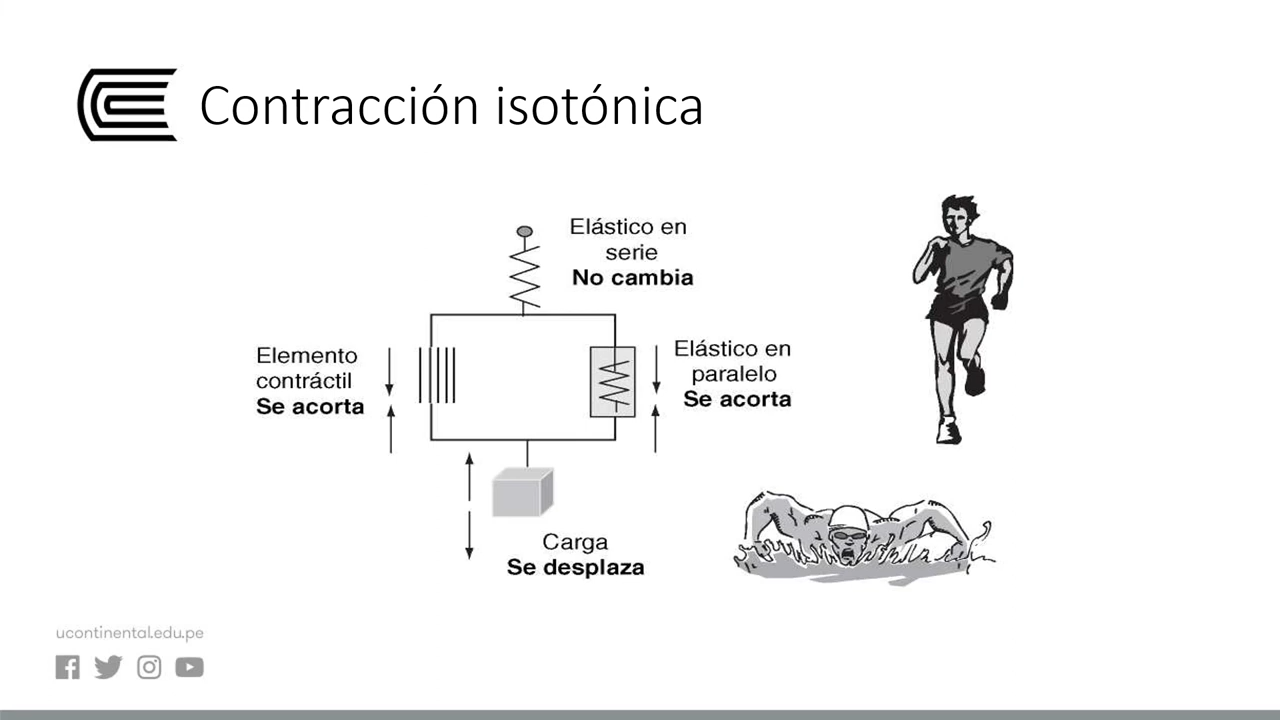 Contracción isotónica
Elástico en
serie
No cambia
Elemento
contráctil
Se acorta
Elástico en
paralelo
Se acorta
Carga
Se desplaza
ucontinental.edu.pe